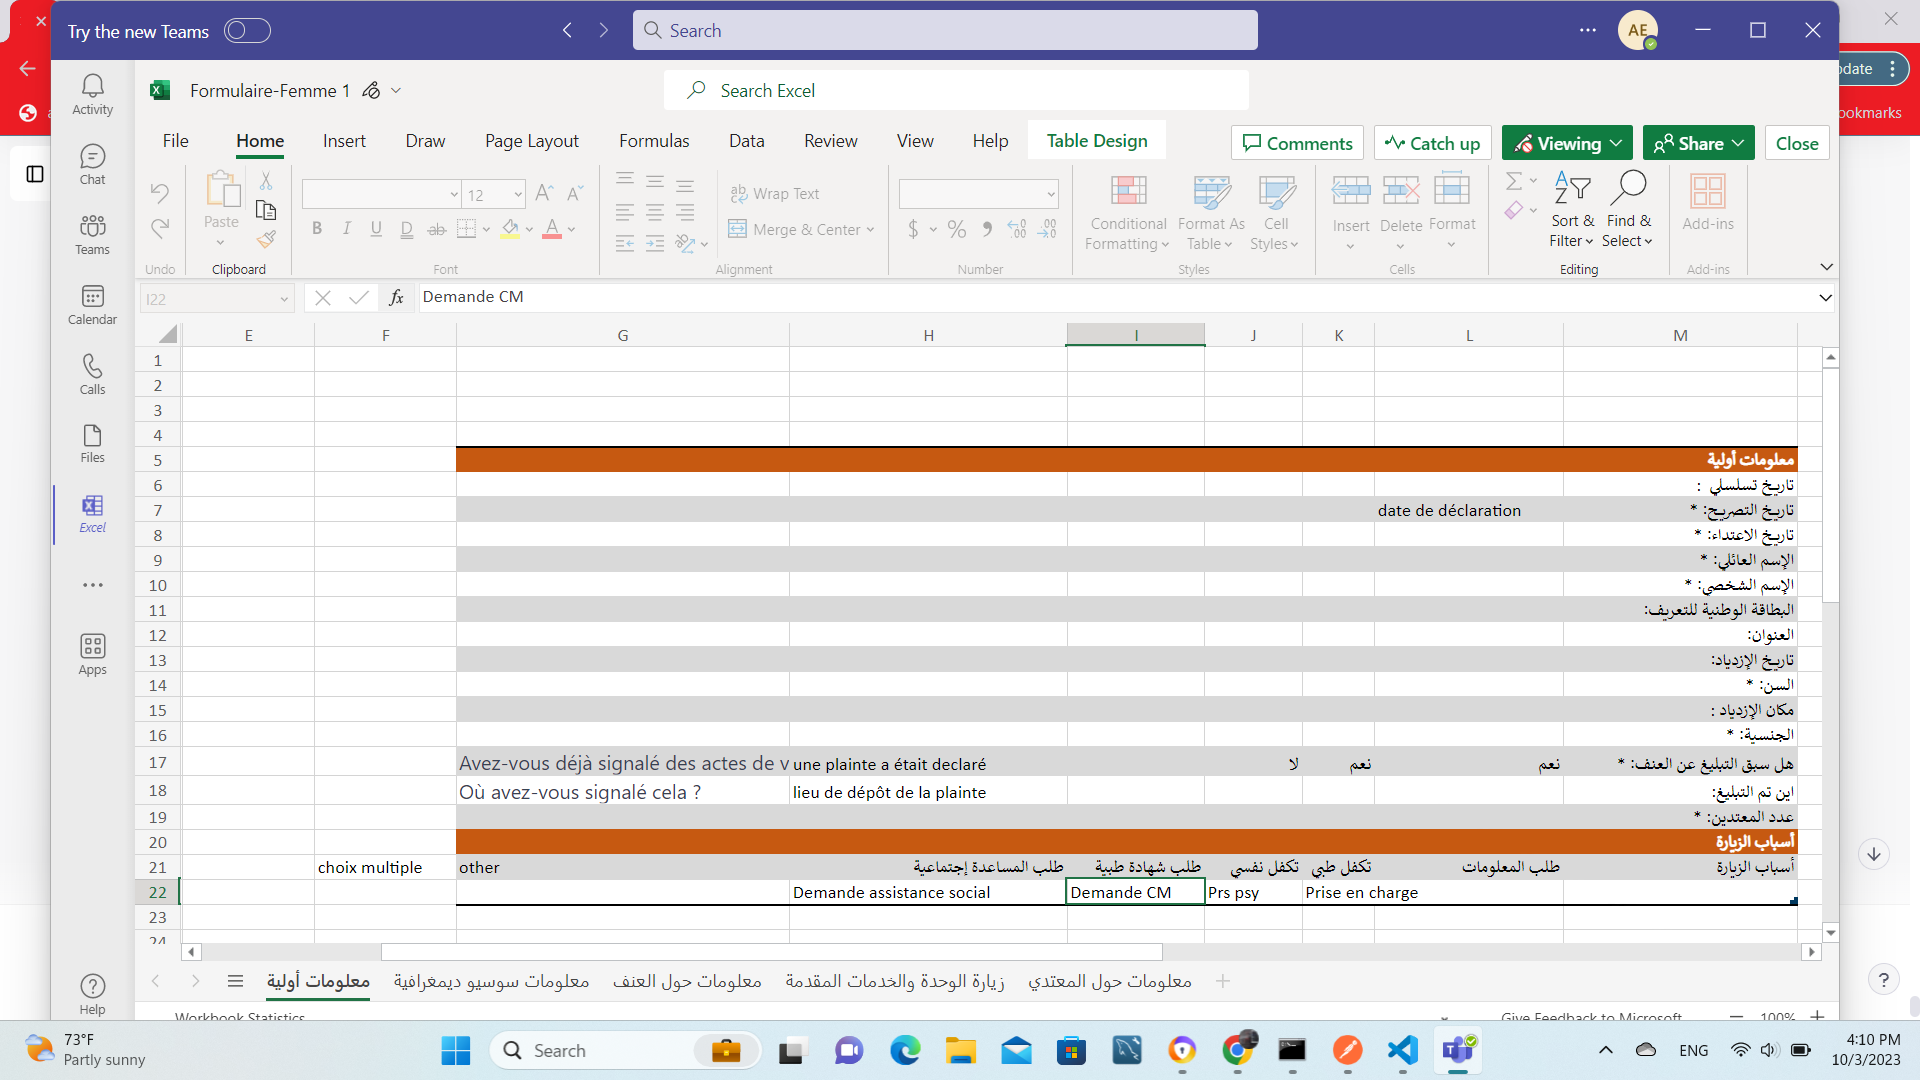 Try the new Teams
Search
AE
Activity
Chat
Teams
Calendar
Calls
Files
Excel
Apps
Help
Formulaire-Femme 1
Search Excel
File Home Insert Draw Page Layout Formulas Data Review View Help Table Design
Comments Catch up Viewing Share Close
Paste
12
Wrap Text
Merge & Center
Conditional Formatting
Format As Table
Cell Styles
Insert Delete Format
Sort & Filter
Find & Select
Add-ins
Undo Clipboard Font Alignment Number Styles Cells Editing Add-ins
I22
fx Demande CM
E F G H I J K L M
1
2
3
4
5 معلومات أولية
6 تاريخ تسلسلي :
7 تاريخ التصريح: * date de déclaration
8 تاريخ الاعتداء: *
9 الإسم العائلي: *
10 الإسم الشخصي: *
11 البطاقة الوطنية للتعريف:
12 العنوان:
13 تاريخ الإزدياد:
14 السن: *
15 مكان الإزدياد :
16 الجنسية: *
17 Avez-vous déjà signalé des actes de v une plainte a était declaré لا نعم نعم هل سبق التبليغ عن العنف: *
18 Où avez-vous signalé cela ? lieu de dépôt de la plainte اين تم التبليغ:
19 عدد المعتدين: *
20 أسباب الزيارة
21 choix multiple other طلب المساعدة إجتماعية طلب شهادة طبية تكفل نفسي تكفل طبي طلب المعلومات أسباب الزيارة
22 Demande assistance social Demande CM Prs psy Prise en charge
23
24
معلومات أولية معلومات سوسيو ديمغرافية معلومات حول العنف زيارة الوحدة والخدمات المقدمة معلومات حول المعتدي
Workbook Statistics Give Feedback to Microsoft 100%
date
ookmarks
73°F
Partly sunny
Search
ENG
4:10 PM
10/3/2023